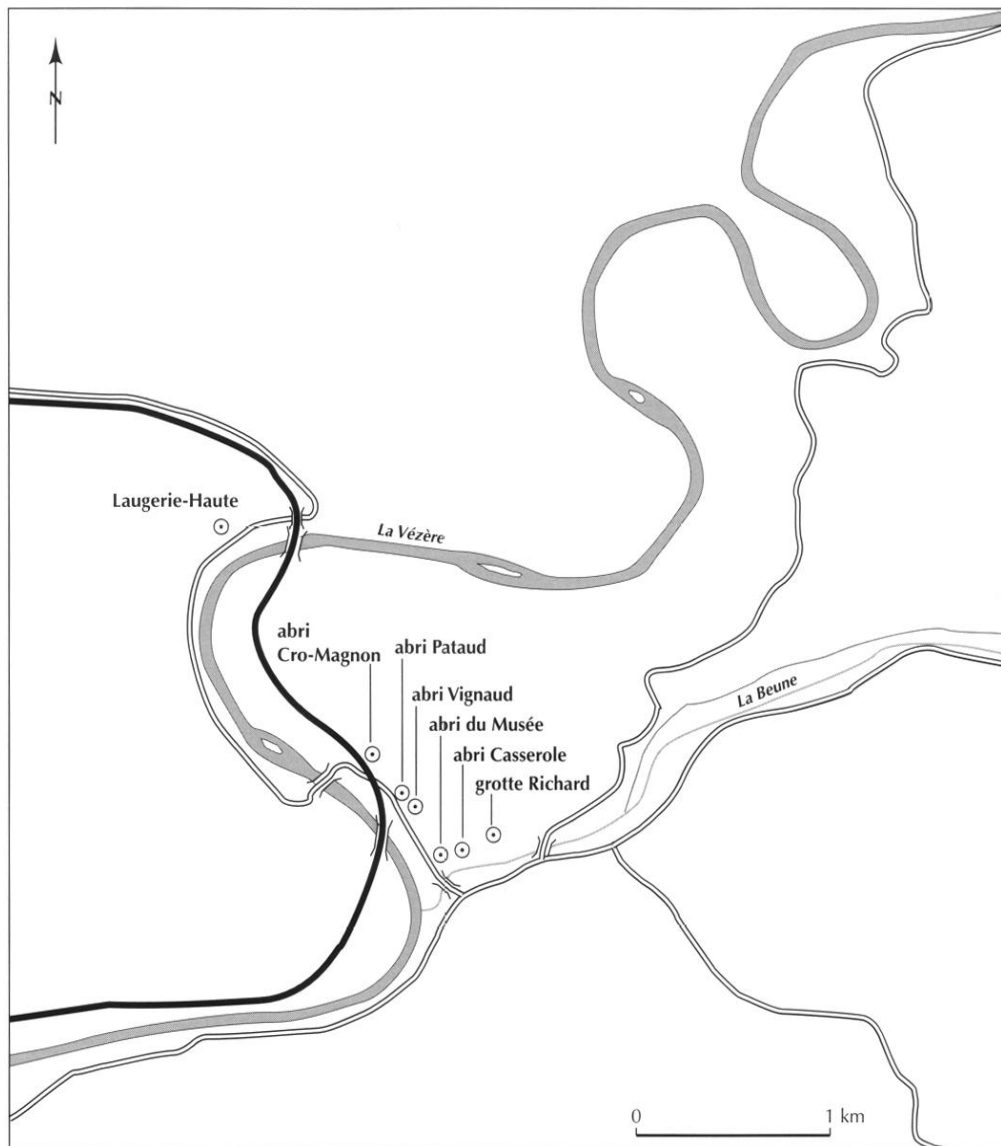 N
Laugerie-Haute
La Vézère
abri
Cro-Magnon
abri Pataud
abri Vignaud
abri du Musée
abri Casserole
grotte Richard
La Beune
0 1 km